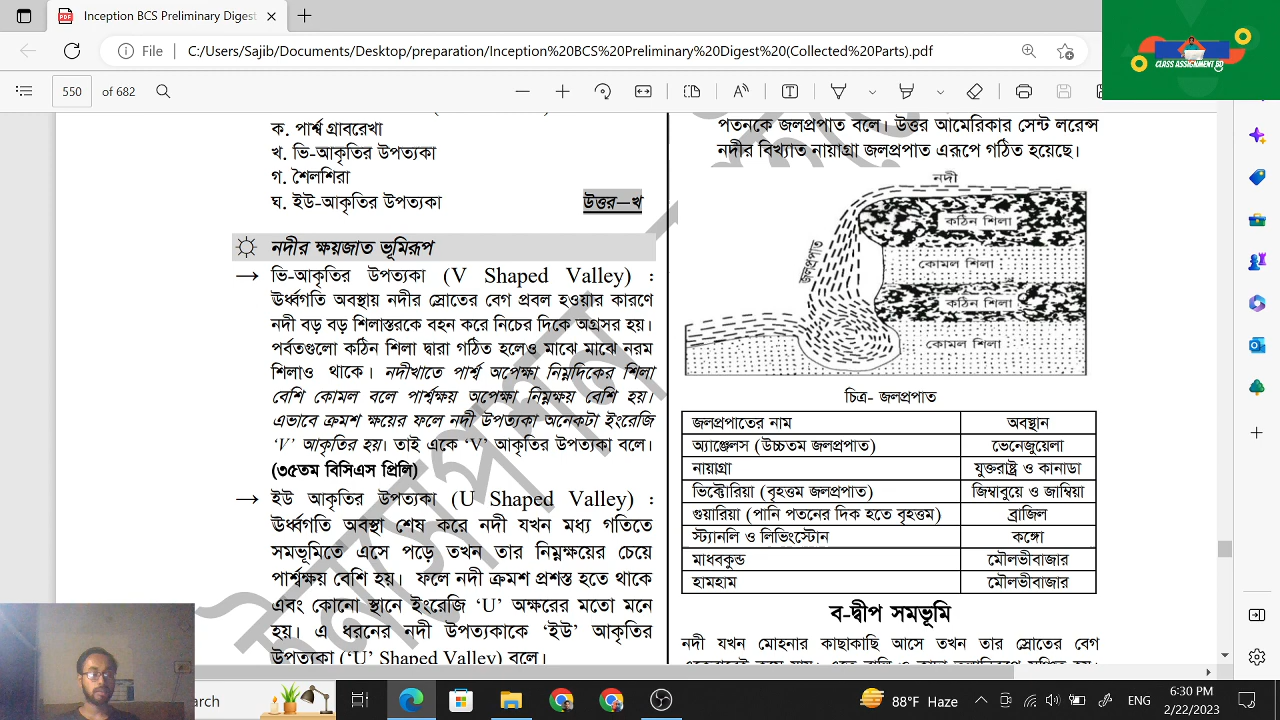 Inception BCS Preliminary Digest
File
C:/Users/Sajib/Documents/Desktop/preparation/Inception%20BCS%20Preliminary%20Digest%20(Collected%20Parts).pdf
550 of 682
CLASS ASSIGNMENT BD
ক. পার্শ্ব গ্রাবরেখা
খ. ভি-আকৃতির উপত্যকা
গ. শৈলশিরা
ঘ. ইউ-আকৃতির উপত্যকা উত্তর–খ
নদীর ক্ষয়জাত ভূমিরূপ
→ ভি-আকৃতির উপত্যকা (V Shaped Valley) :
ঊর্ধ্বগতি অবস্থায় নদীর স্রোতের বেগ প্রবল হওয়ার কারণে
নদী বড় বড় শিলাস্তরকে বহন করে নিচের দিকে অগ্রসর হয়।
পর্বতগুলো কঠিন শিলা দ্বারা গঠিত হলেও মাঝে মাঝে নরম
শিলাও থাকে। নদীখাতে পার্শ্ব অপেক্ষা নিম্নদিকের শিলা
বেশি কোমল বলে পার্শ্বক্ষয় অপেক্ষা নিম্নক্ষয় বেশি হয়।
এভাবে ক্রমশ ক্ষয়ের ফলে নদী উপত্যকা অনেকটা ইংরেজি
‘V’ আকৃতির হয়। তাই একে ‘V’ আকৃতির উপত্যকা বলে।
(৩৫তম বিসিএস প্রিলি)
→ ইউ আকৃতির উপত্যকা (U Shaped Valley) :
ঊর্ধ্বগতি অবস্থা শেষ করে নদী যখন মধ্য গতিতে
সমভূমিতে এসে পড়ে তখন তার নিম্নক্ষয়ের চেয়ে
পার্শ্বক্ষয় বেশি হয়। ফলে নদী ক্রমশ প্রশস্ত হতে থাকে
এবং কোনো স্থানে ইংরেজি ‘U’ অক্ষরের মতো মনে
হয়। এ ধরনের নদী উপত্যকাকে ‘ইউ’ আকৃতির
উপত্যকা (‘U’ Shaped Valley) বলে।
পতনকে জলপ্রপাত বলে। উত্তর আমেরিকার সেন্ট লরেন্স
নদীর বিখ্যাত নায়াগ্রা জলপ্রপাত এরূপে গঠিত হয়েছে।
নদী
কঠিন শিলা
জলপ্রপাত
কোমল শিলা
কঠিন শিলা
কোমল শিলা
চিত্র- জলপ্রপাত
জলপ্রপাতের নাম অবস্থান
অ্যাঞ্জেলস (উচ্চতম জলপ্রপাত) ভেনেজুয়েলা
নায়াগ্রা যুক্তরাষ্ট্র ও কানাডা
ভিক্টোরিয়া (বৃহত্তম জলপ্রপাত) জিম্বাবুয়ে ও জাম্বিয়া
গুয়ারিয়া (পানি পতনের দিক হতে বৃহত্তম) ব্রাজিল
স্ট্যানলি ও লিভিংস্টোন কঙ্গো
মাধবকুন্ড মৌলভীবাজার
হামহাম মৌলভীবাজার
ব-দ্বীপ সমভূমি
নদী যখন মোহনার কাছাকাছি আসে তখন তার স্রোতের বেগ
88°F Haze
ENG
6:30 PM
2/22/2023